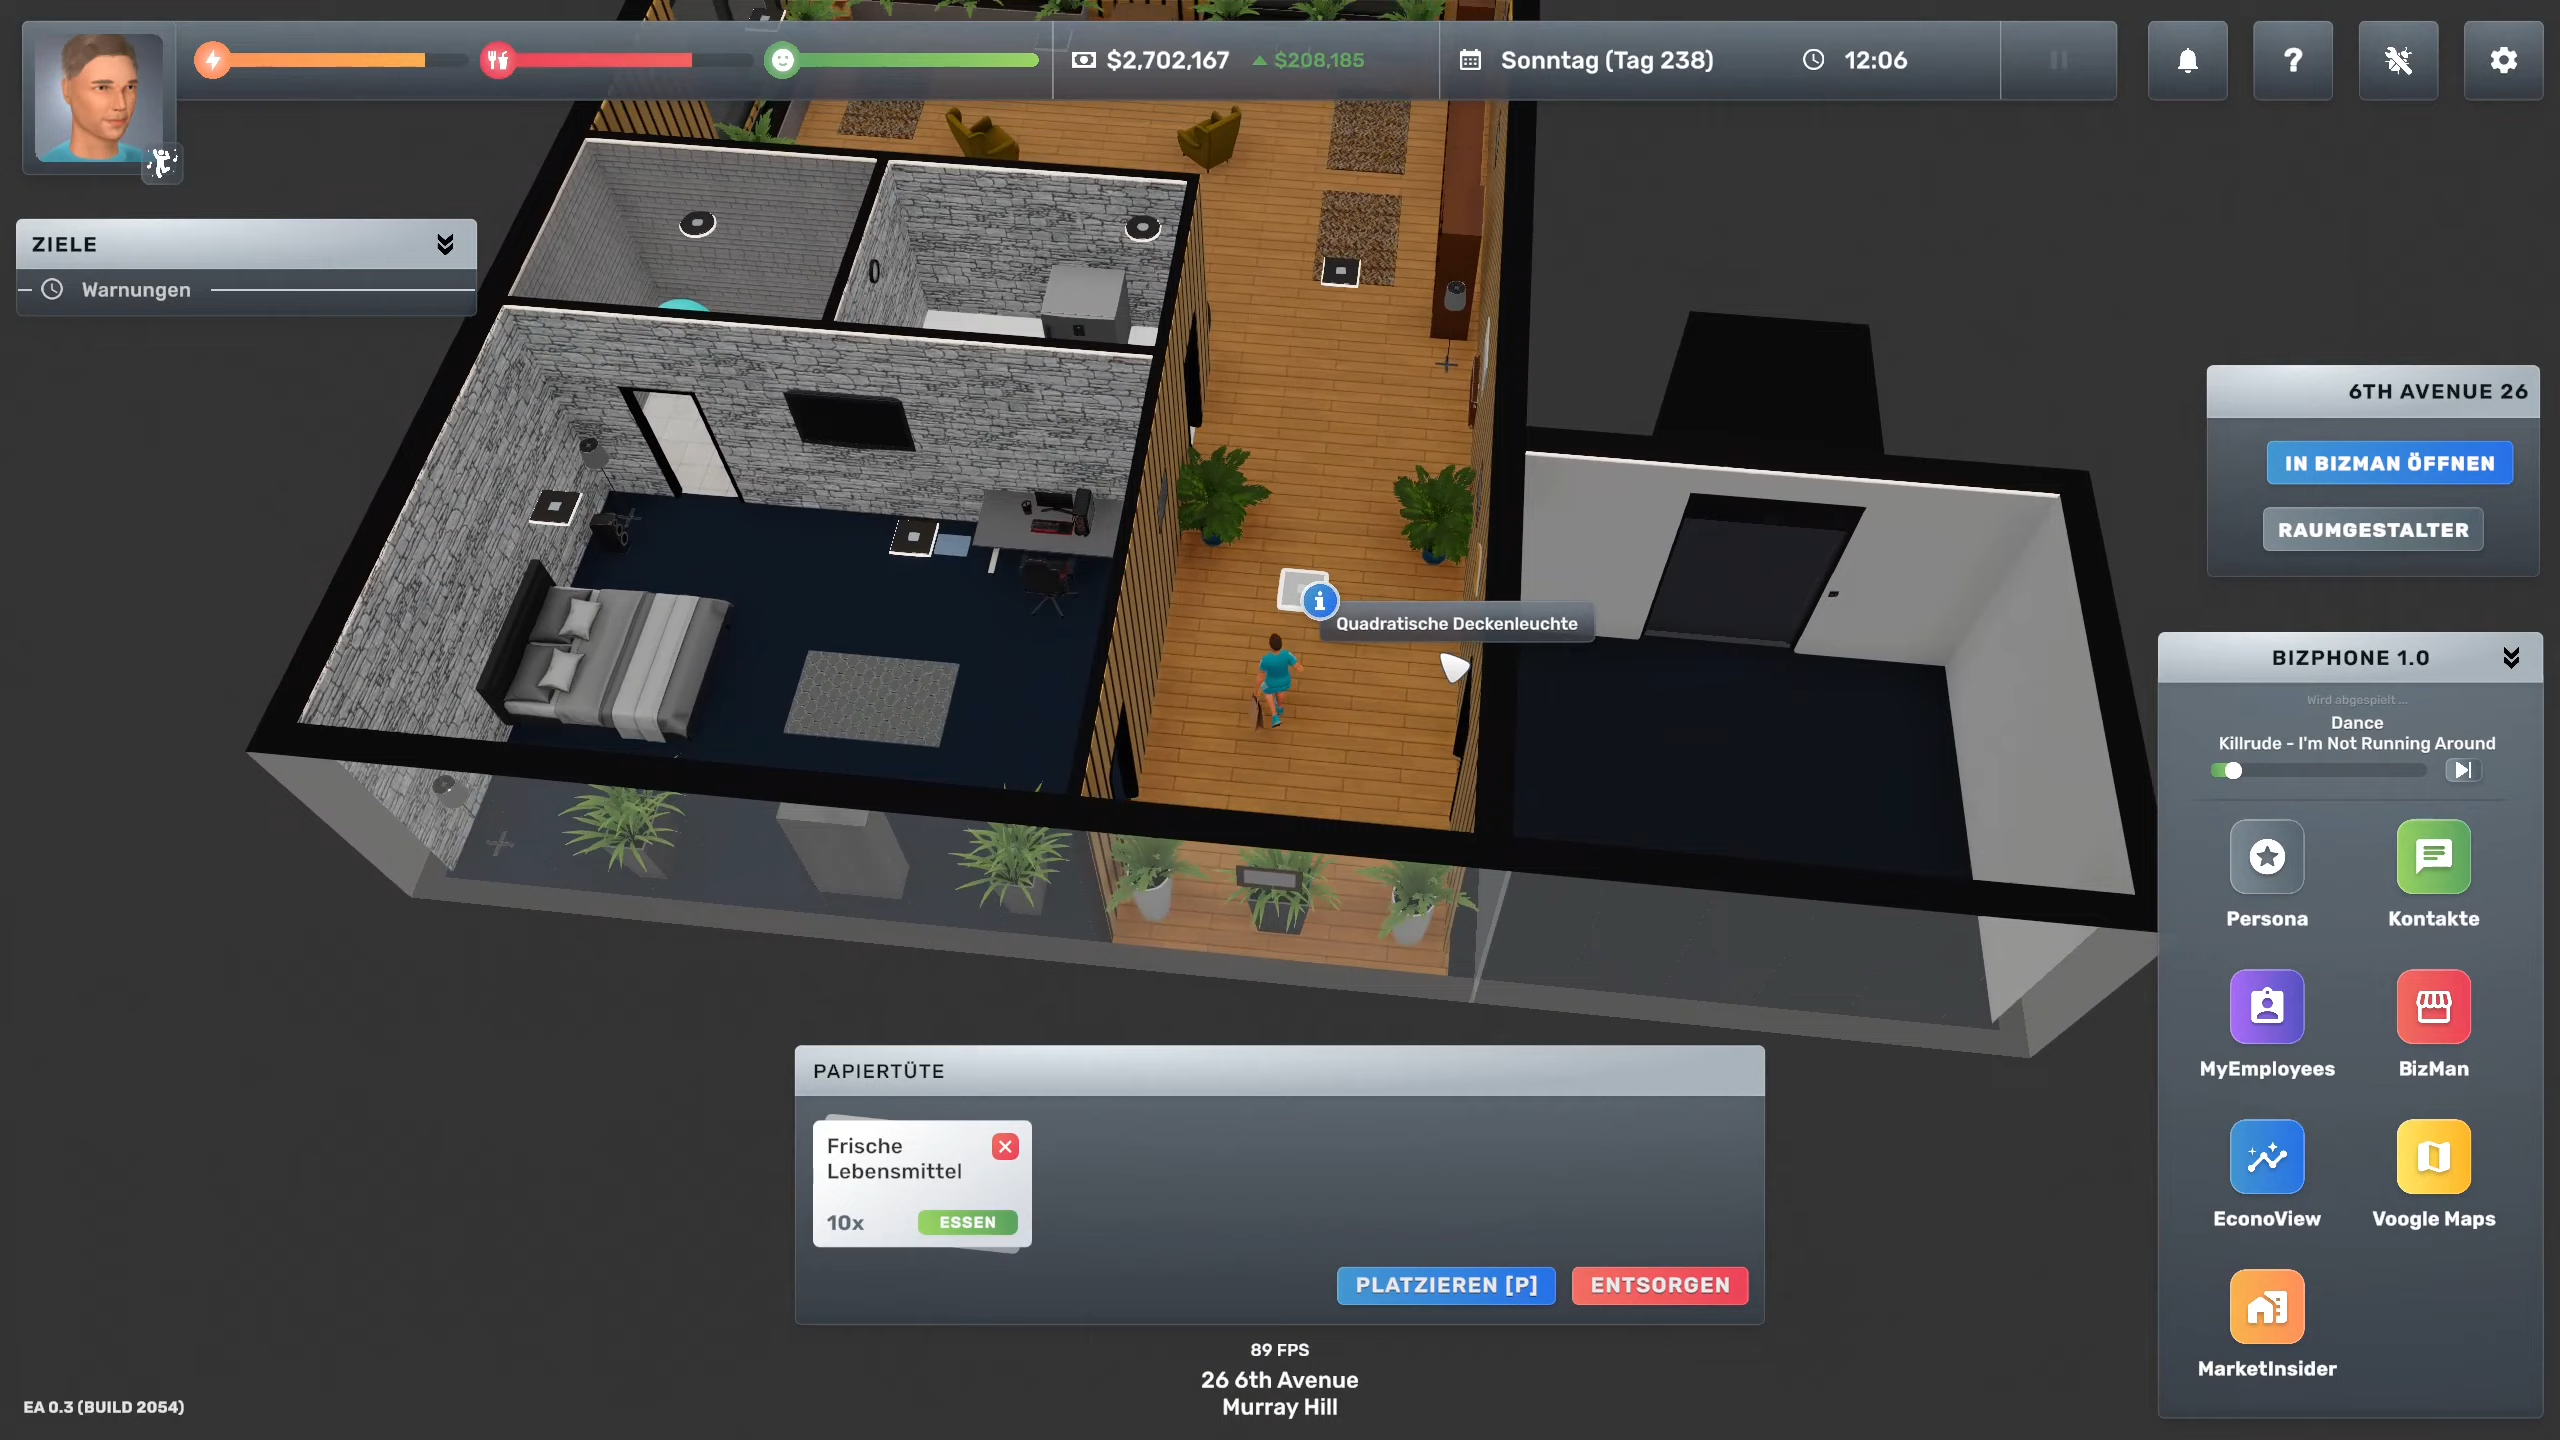 $2,702,167
$208,185
Sonntag (Tag 238)
12:06
?
ZIELE
Warnungen
6TH AVENUE 26
IN BIZMAN ÖFFNEN
RAUMGESTALTER
Quadratische Deckenleuchte
BIZPHONE 1.0
Wird abgespielt ...
Dance
Killrude - I'm Not Running Around
Persona
Kontakte
MyEmployees
BizMan
EconoView
Voogle Maps
MarketInsider
PAPIERTÜTE
Frische
Lebensmittel
10x
ESSEN
PLATZIEREN [P]
ENTSORGEN
89 FPS
26 6th Avenue
Murray Hill
EA 0.3 (BUILD 2054)